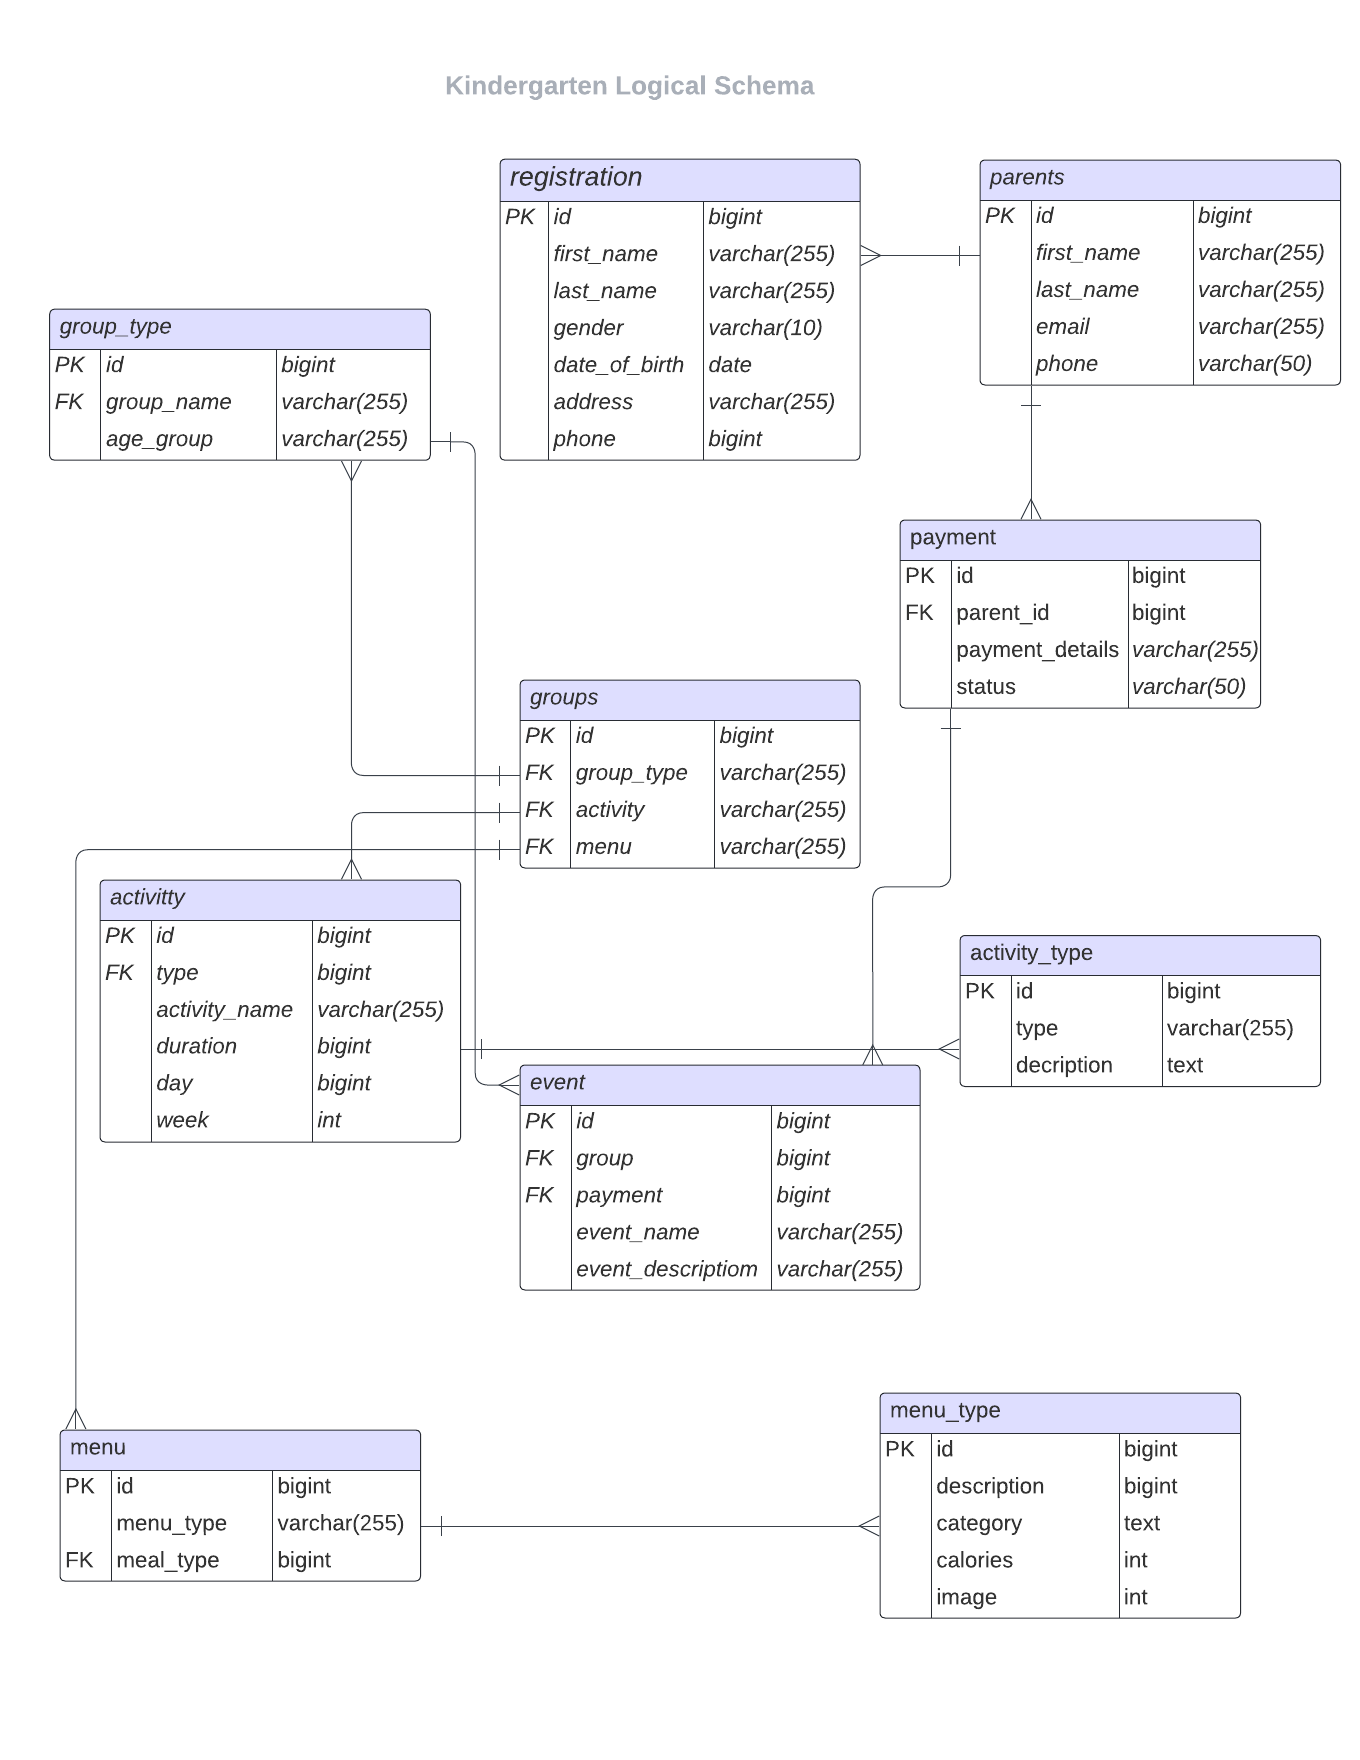 Kindergarten Logical Schema
registration
PK id bigint
first_name varchar(255)
last_name varchar(255)
gender varchar(10)
date_of_birth date
address varchar(255)
phone bigint
parents
PK id bigint
first_name varchar(255)
last_name varchar(255)
email varchar(255)
phone varchar(50)
group_type
PK id bigint
FK group_name varchar(255)
age_group varchar(255)
payment
PK id bigint
FK parent_id bigint
payment_details varchar(255)
status varchar(50)
groups
PK id bigint
FK group_type varchar(255)
FK activity varchar(255)
FK menu varchar(255)
activitty
PK id bigint
FK type bigint
activity_name varchar(255)
duration bigint
day bigint
week int
activity_type
PK id bigint
type varchar(255)
decription text
event
PK id bigint
FK group bigint
FK payment bigint
event_name varchar(255)
event_descriptiom varchar(255)
menu
PK id bigint
menu_type varchar(255)
FK meal_type bigint
menu_type
PK id bigint
description bigint
category text
calories int
image int